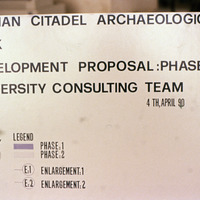 IAN CITADEL ARCHAEOLOGIC
K
ELOPMENT PROPOSAL:PHASE
ERSITY CONSULTING TEAM
4 TH,APRIL 90
LEGEND
PHASE.1
PHASE.2
E.1 ENLARGEMENT.1
E.2 ENLARGEMENT.2